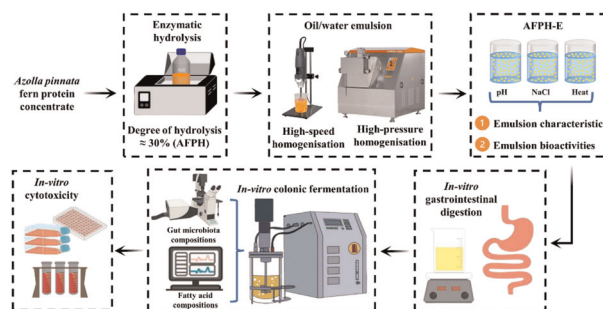 Azolla pinnata
fern protein
concentrate
Enzymatic
hydrolysis
Degree of hydrolysis
≈ 30% (AFPH)
Oil/water emulsion
High-speed
homogenisation
High-pressure
homogenisation
AFPH-E
pH
NaCl
Heat
1 Emulsion characteristic
2 Emulsion bioactivities
In-vitro
gastrointestinal
digestion
In-vitro colonic fermentation
Gut microbiota
compositions
Fatty acid
compositions
In-vitro
cytotoxicity